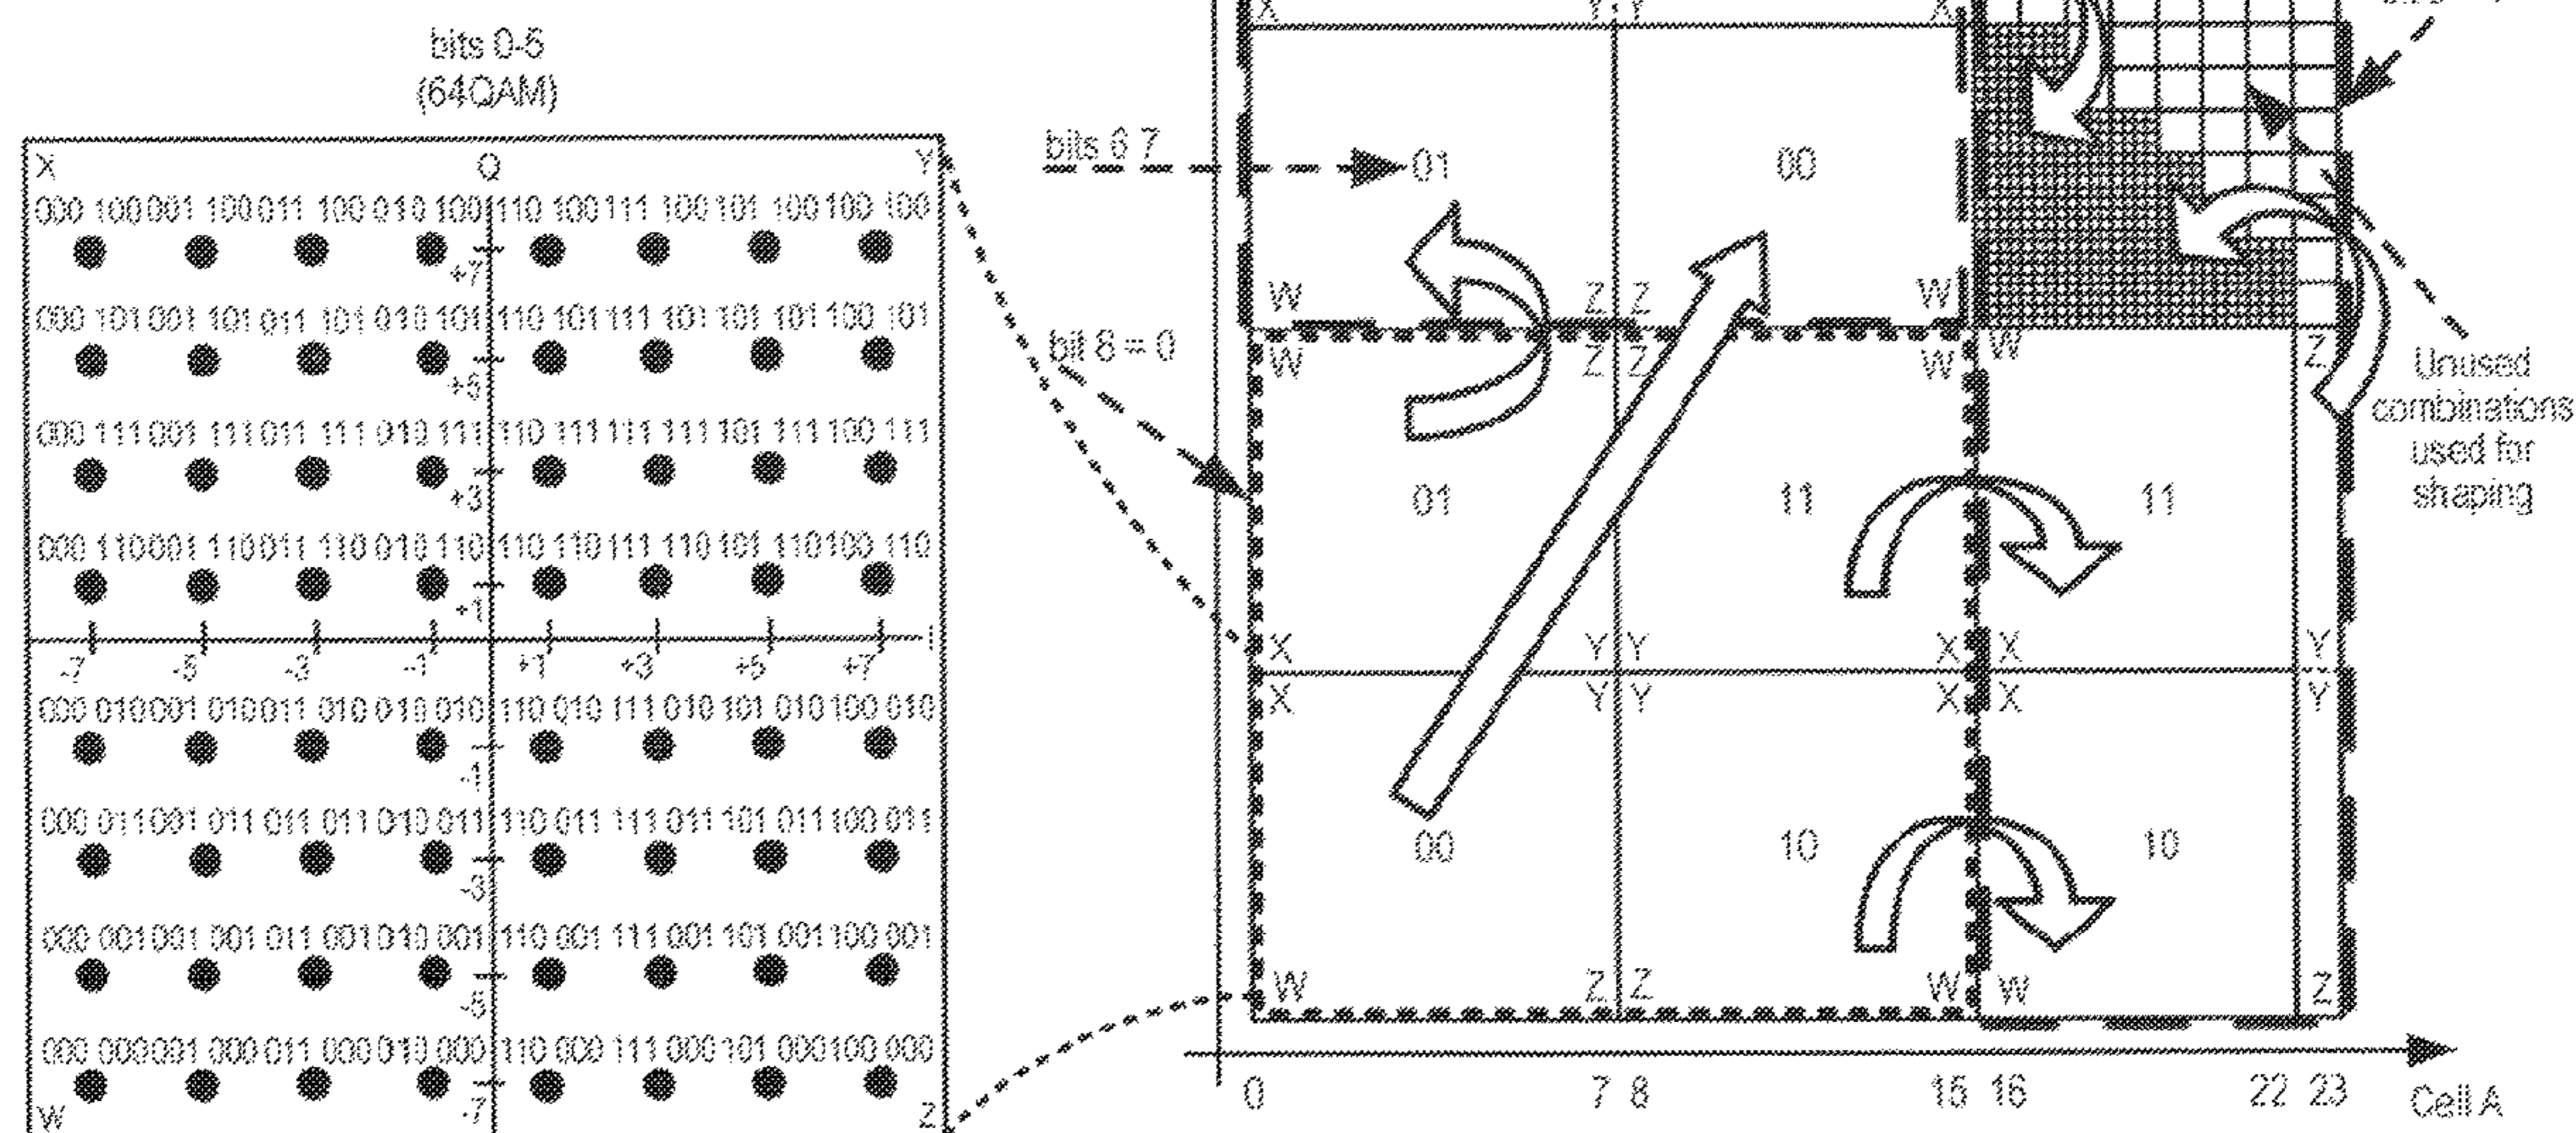 bits 0-5
(64QAM)
X Q Y
000 100 001 100 011 100 010 100 110 100 111 100 101 100 100 100
+7
000 101 001 101 011 101 010 101 110 101 111 101 101 101 100 101
+5
000 111 001 111 011 111 010 111 110 111 111 111 101 111 100 111
+3
000 110 001 110 011 110 010 110 110 110 111 110 101 110 100 110
+1
I
-7 -5 -3 -1 +1 +3 +5 +7
000 010 001 010 011 010 010 010 110 010 111 010 101 010 100 010
-1
000 011 001 011 011 011 010 011 110 011 111 011 101 011 100 011
-3
000 001 001 001 011 001 010 001 110 001 111 001 101 001 100 001
-5
000 000 001 000 011 000 010 000 110 000 111 000 101 000 100 000
-7
W Z
X Y Y X
bits 6 7
01 00
W Z Z W
bit 8 = 0
W Z Z W W Z
Unused
combinations
used for
shaping
01 11 11
X Y Y X X Y
X Y Y X X Y
00 10 10
W Z Z W W Z
0 7 8 15 16 22 23
Cell A